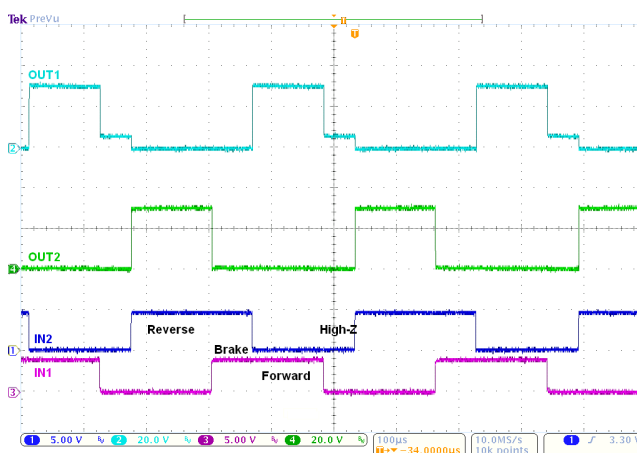 Tek PreVu
T
T
OUT1
2
OUT2
4
IN2
Reverse
High-Z
1
Brake
IN1
Forward
3
1 5.00 V 2 20.0 V 3 5.00 V 4 20.0 V 100µs 10.0MS/s 1 3.30
T→▼ −34.0000µs 10k points